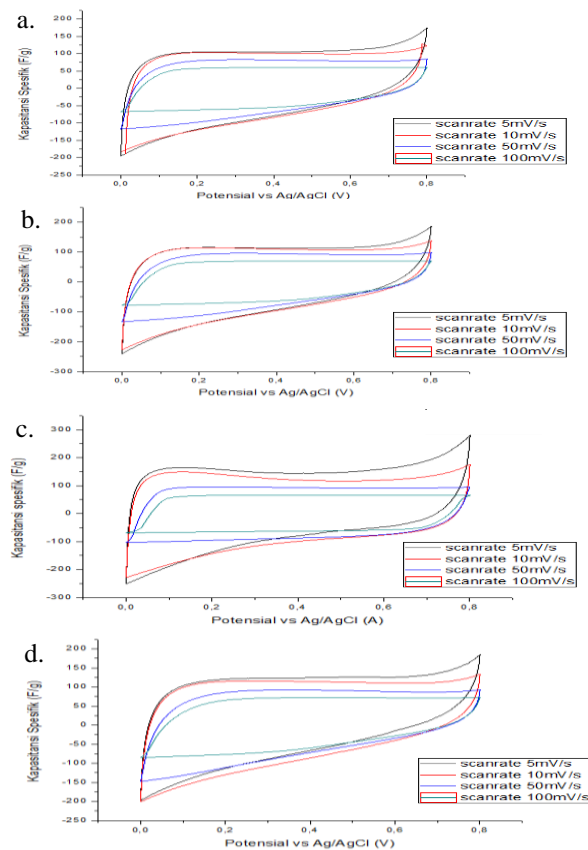 a.
200
150
100
50
0
-50
-100
-150
-200
-250
Kapasitansi Spesifik (F/g)
scanrate 5mV/s
scanrate 10mV/s
scanrate 50mV/s
scanrate 100mV/s
0,0 0,2 0,4 0,6 0,8
Potensial vs Ag/AgCl (V)
b.
200
100
0
-100
-200
-300
Kapasitansi Spesifik (F/g)
scanrate 5mV/s
scanrate 10mV/s
scanrate 50mV/s
scanrate 100mV/s
0,0 0,2 0,4 0,6 0,8
Potensial vs Ag/AgCl (V)
c.
300
200
100
0
-100
-200
-300
Kapasitansi spesifik (F/g)
scanrate 5mV/s
scanrate 10mV/s
scanrate 50mV/s
scanrate 100mV/s
0,0 0,2 0,4 0,6 0,8
Potensial vs Ag/AgCl (A)
d.
200
150
100
50
0
-50
-100
-150
-200
-250
Kapasitansi Spesifik (F/g)
scanrate 5mV/s
scanrate 10mV/s
scanrate 50mV/s
scanrate 100mV/s
0,0 0,2 0,4 0,6 0,8
Potensial vs Ag/AgCl (V)